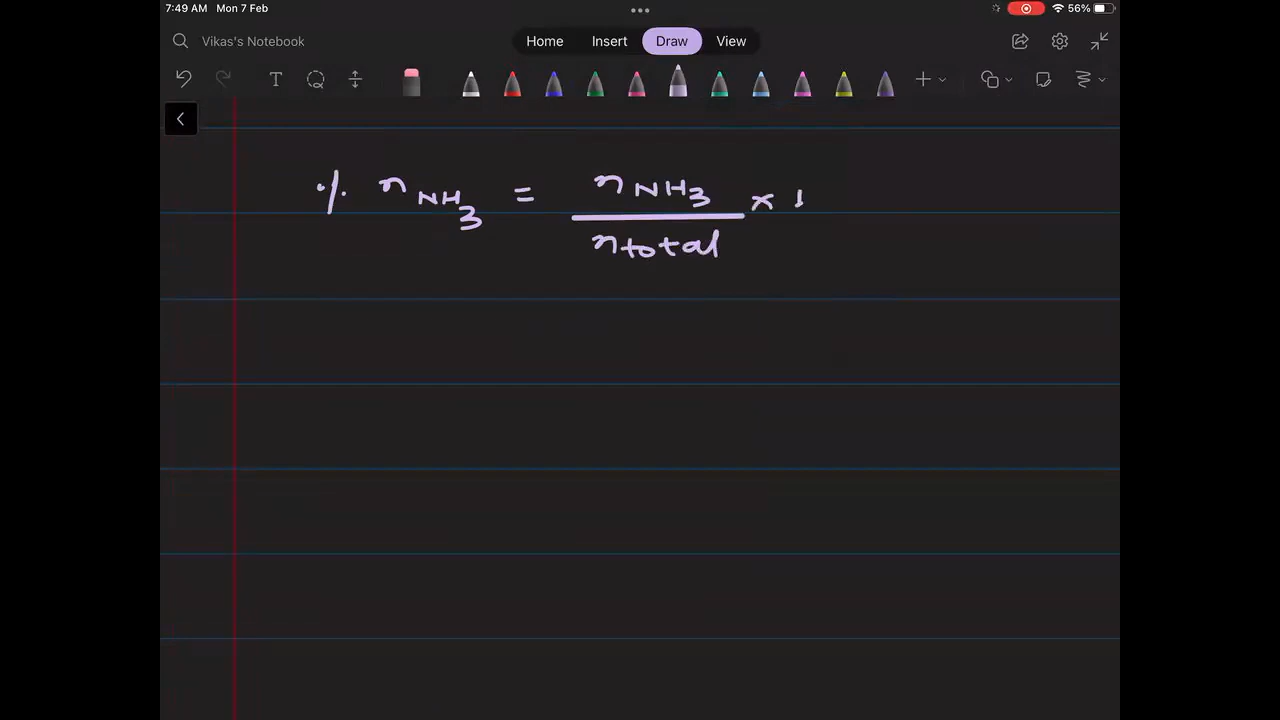 7:49 AM Mon 7 Feb
56%
Vikas's Notebook
Home Insert Draw View
T
% n NH3 = n NH3 / n total × 1